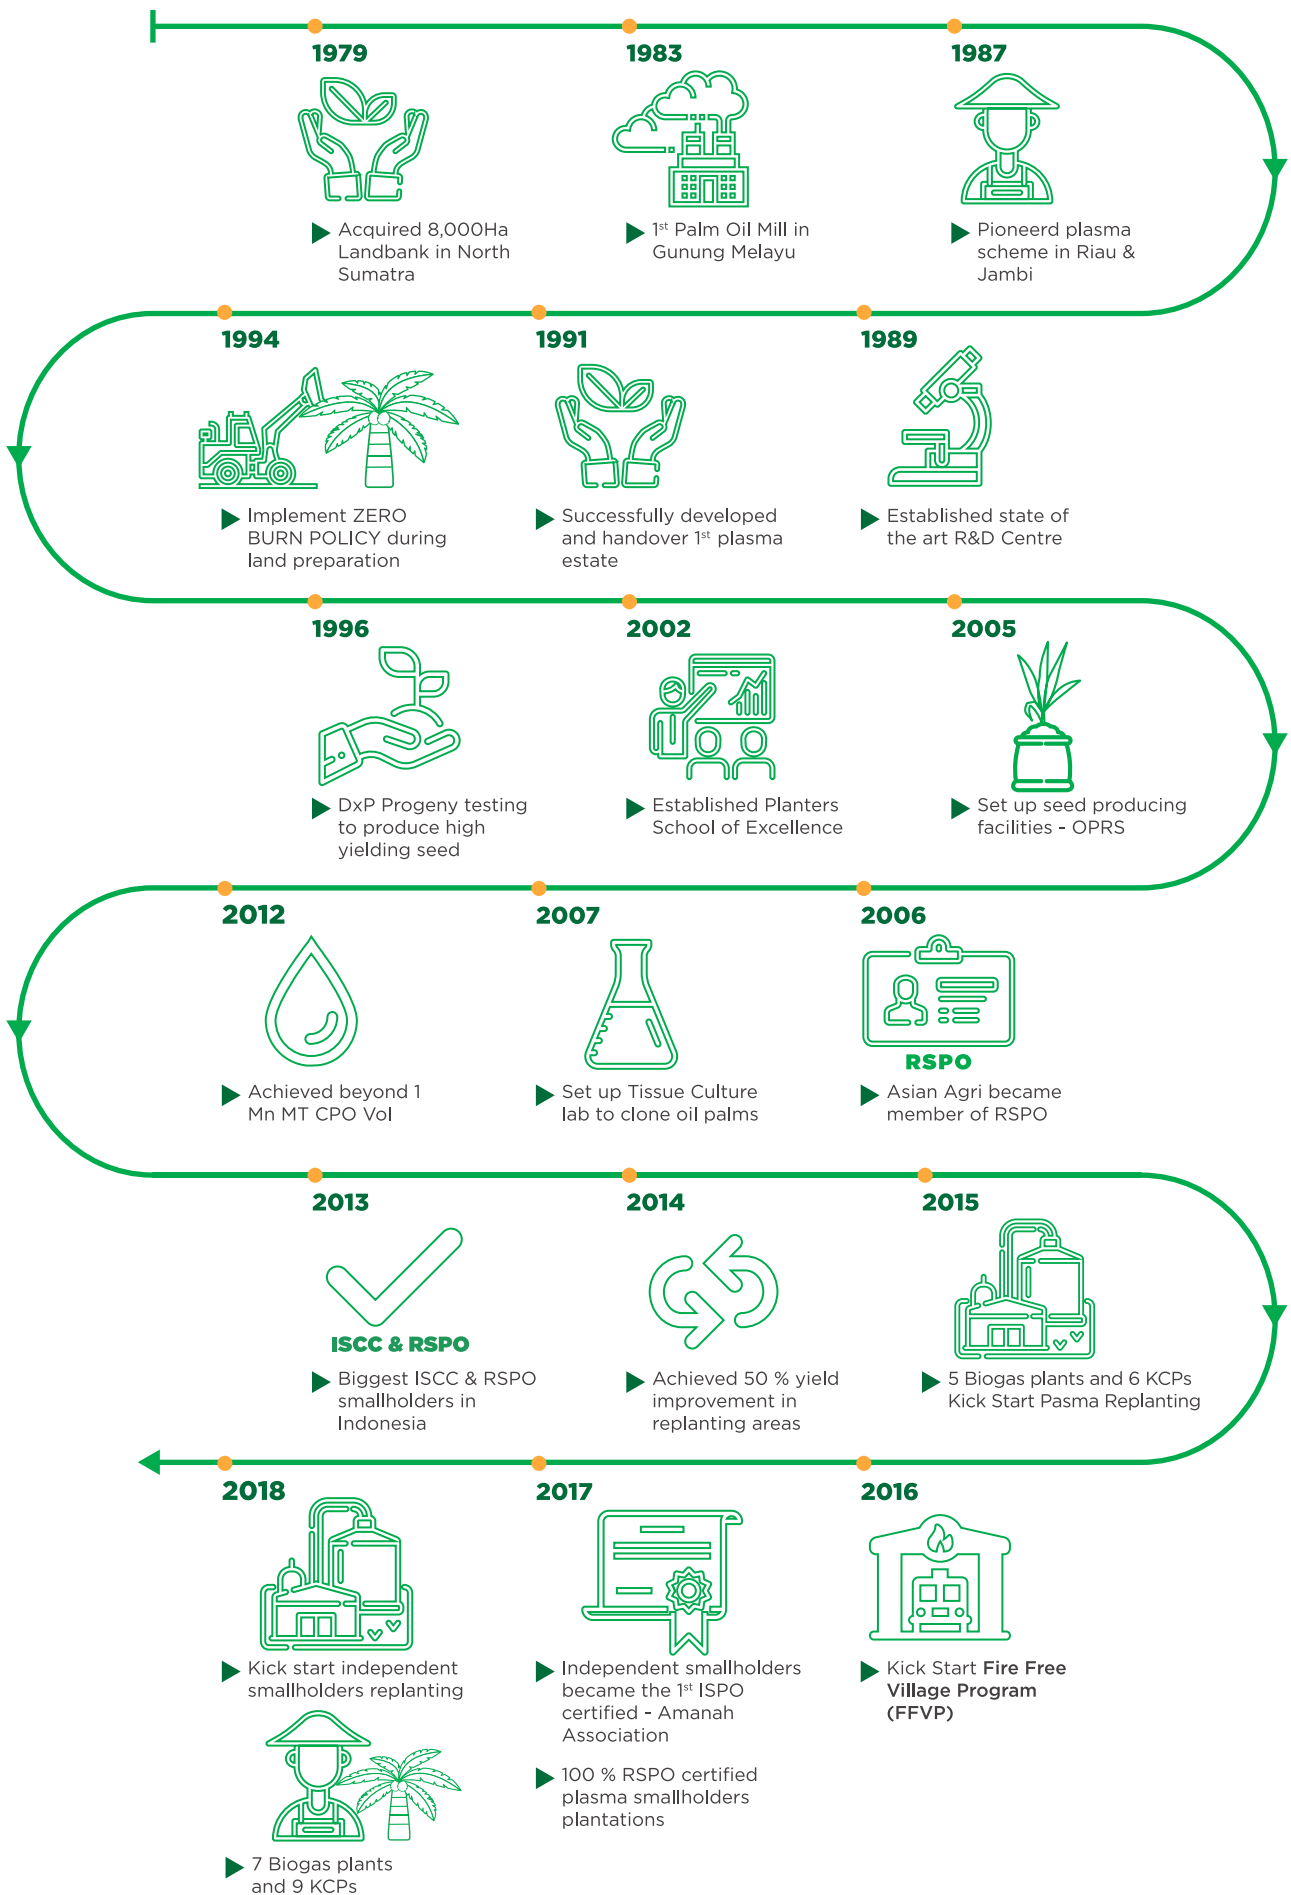 1979
Acquired 8,000Ha
Landbank in North
Sumatra
1983
1st Palm Oil Mill in
Gunung Melayu
1987
Pioneerd plasma
scheme in Riau &
Jambi
1989
Established state of
the art R&D Centre
1991
Successfully developed
and handover 1st plasma
estate
1994
Implement ZERO
BURN POLICY during
land preparation
1996
DxP Progeny testing
to produce high
yielding seed
2002
Established Planters
School of Excellence
2005
Set up seed producing
facilities - OPRS
2006
RSPO
Asian Agri became
member of RSPO
2007
Set up Tissue Culture
lab to clone oil palms
2012
Achieved beyond 1
Mn MT CPO Vol
2013
ISCC & RSPO
Biggest ISCC & RSPO
smallholders in
Indonesia
2014
Achieved 50 % yield
improvement in
replanting areas
2015
5 Biogas plants and 6 KCPs
Kick Start Pasma Replanting
2016
Kick Start Fire Free
Village Program
(FFVP)
2017
Independent smallholders
became the 1st ISPO
certified - Amanah
Association
100 % RSPO certified
plasma smallholders
plantations
2018
Kick start independent
smallholders replanting
7 Biogas plants
and 9 KCPs